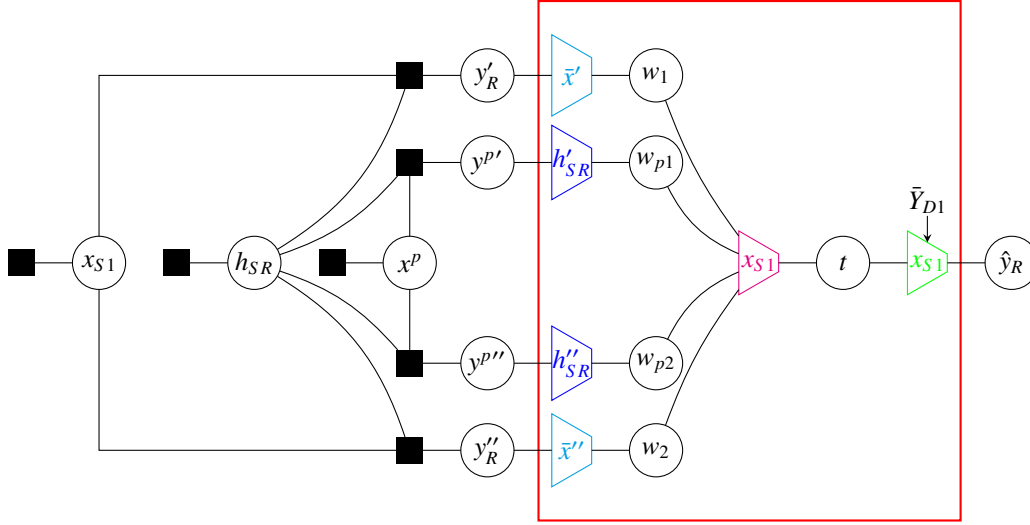 y′_R x̄′ w_1
y^p′ h′_SR w_p1
Ȳ_D1
x_S1 h_SR x^p x_S1 t x_S1 ŷ_R
y^p″ h″_SR w_p2
y″_R x̄″ w_2